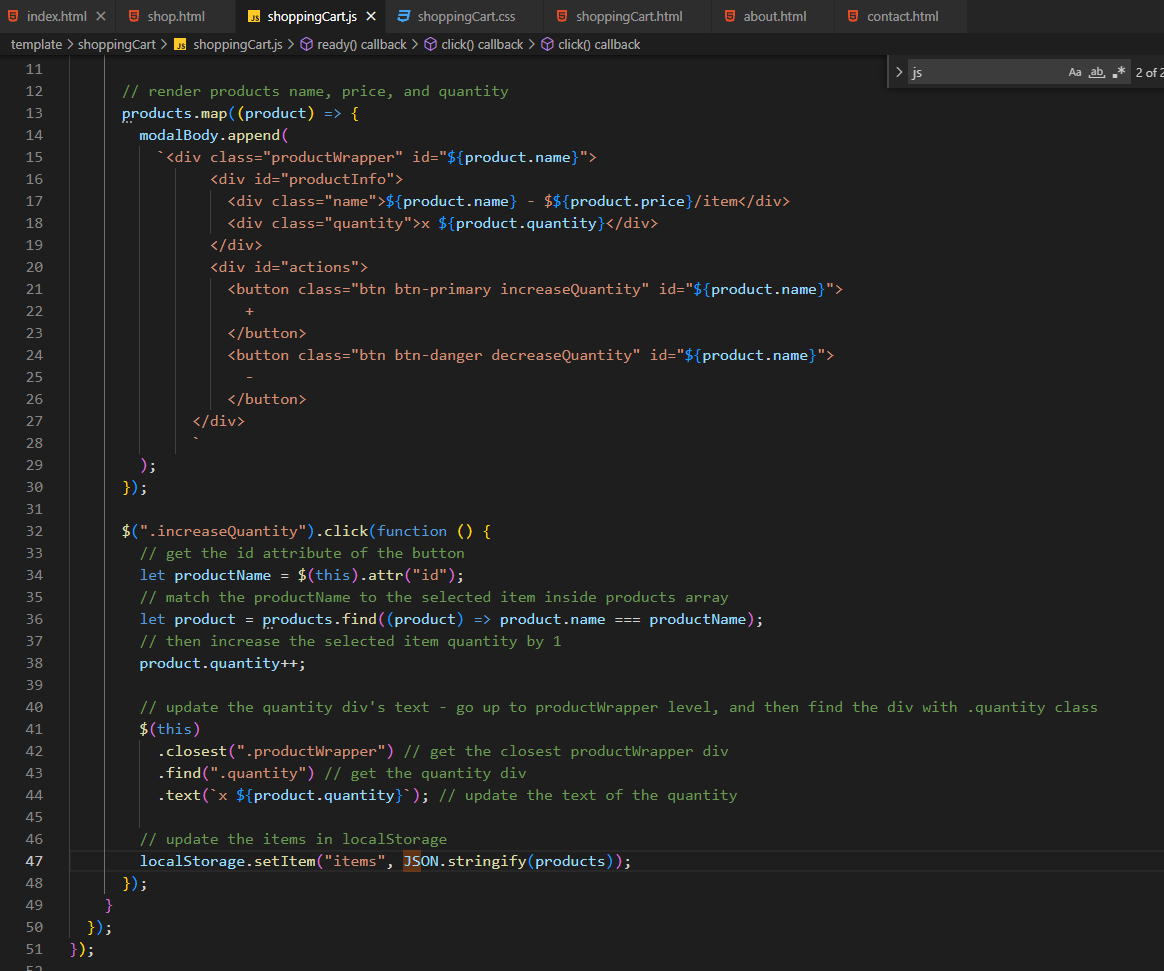 index.html shop.html JS shoppingCart.js shoppingCart.css shoppingCart.html about.html contact.html
template > shoppingCart > JS shoppingCart.js > ready() callback > click() callback > click() callback
js Aa ab 2 of 2
11
12 // render products name, price, and quantity
13 products.map((product) => {
14 modalBody.append(
15 `<div class="productWrapper" id="${product.name}">
16 <div id="productInfo">
17 <div class="name">${product.name} - $${product.price}/item</div>
18 <div class="quantity">x ${product.quantity}</div>
19 </div>
20 <div id="actions">
21 <button class="btn btn-primary increaseQuantity" id="${product.name}">
22 +
23 </button>
24 <button class="btn btn-danger decreaseQuantity" id="${product.name}">
25 -
26 </button>
27 </div>
28 `
29 );
30 });
31
32 $(".increaseQuantity").click(function () {
33 // get the id attribute of the button
34 let productName = $(this).attr("id");
35 // match the productName to the selected item inside products array
36 let product = products.find((product) => product.name === productName);
37 // then increase the selected item quantity by 1
38 product.quantity++;
39
40 // update the quantity div's text - go up to productWrapper level, and then find the div with .quantity class
41 $(this)
42 .closest(".productWrapper") // get the closest productWrapper div
43 .find(".quantity") // get the quantity div
44 .text(`x ${product.quantity}`); // update the text of the quantity
45
46 // update the items in localStorage
47 localStorage.setItem("items", JSON.stringify(products));
48 });
49 }
50 });
51 });
52